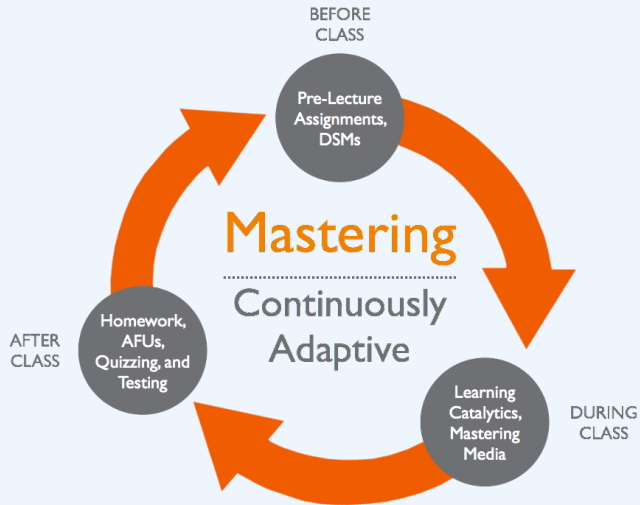 BEFORE
CLASS
Pre-Lecture
Assignments,
DSMs
Mastering
Continuously
Adaptive
AFTER
CLASS
Homework,
AFUs,
Quizzing, and
Testing
Learning
Catalytics,
Mastering
Media
DURING
CLASS